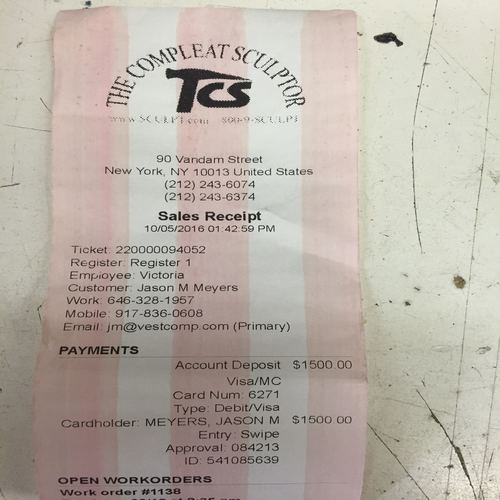 THE COMPLEAT SCULPTOR
TCS
www.SCULPT.com 800-9-SCULPT
90 Vandam Street
New York, NY 10013 United States
(212) 243-6074
(212) 243-6374
Sales Receipt
10/05/2016 01:42:59 PM
Ticket: 220000094052
Register: Register 1
Employee: Victoria
Customer: Jason M Meyers
Work: 646-328-1957
Mobile: 917-836-0608
Email: jm@vestcomp.com (Primary)
PAYMENTS
Account Deposit $1500.00
Visa/MC
Card Num: 6271
Type: Debit/Visa
Cardholder: MEYERS, JASON M $1500.00
Entry: Swipe
Approval: 084213
ID: 541085639
OPEN WORKORDERS
Work order #1138